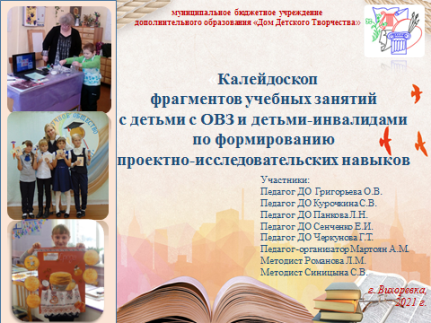 муниципальное бюджетное учреждение
дополнительного образования «Дом Детского Творчества»
Калейдоскоп
фрагментов учебных занятий
с детьми с ОВЗ и детьми-инвалидами
по формированию
проектно-исследовательских навыков
Участники:
Педагог ДО Григорьева О.В.
Педагог ДО Курочкина С.В.
Педагог ДО Панкова Л.Н.
Педагог ДО Сенченко Е.И.
Педагог ДО Черкунова Г.Т.
Педагог-организатор Мартоян А.М.
Методист Романова Л.М.
Методист Синицына С.В.
г. Вихоревка,
2021 г.